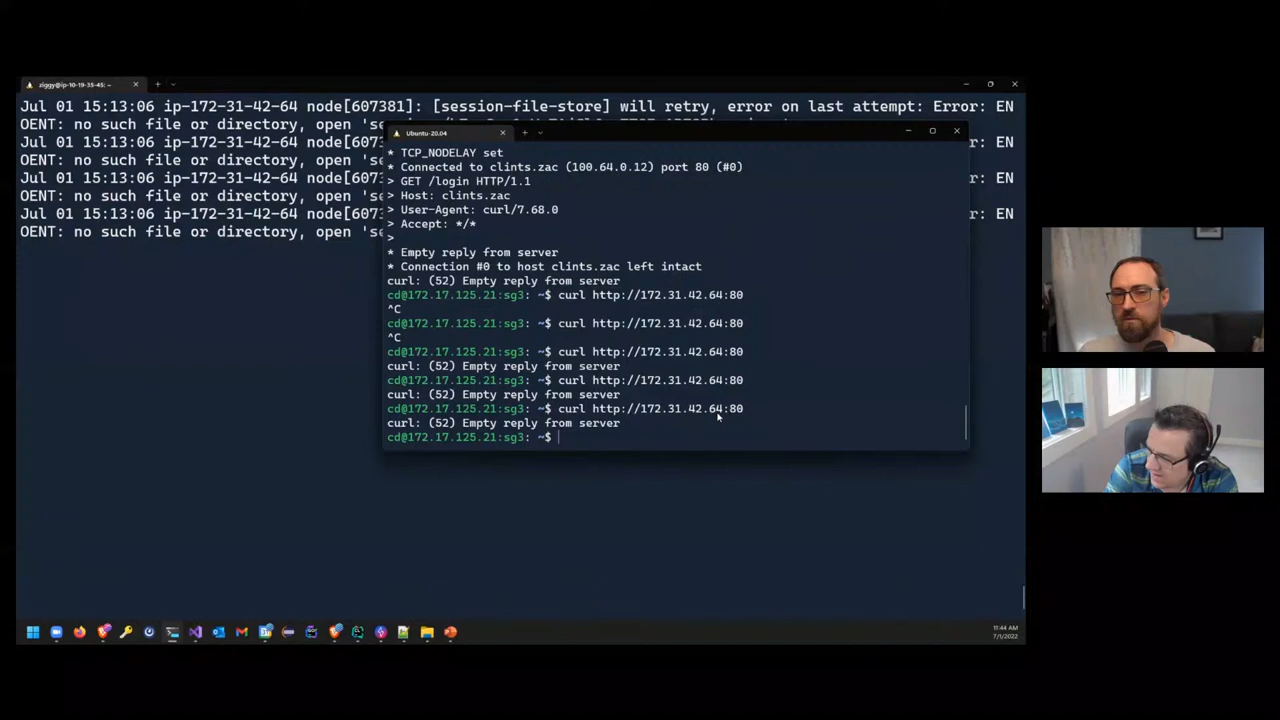 ziggy@ip-10-19-35-45: ~
Jul 01 15:13:06 ip-172-31-42-64 node[607381]: [session-file-store] will retry, error on last attempt: Error: EN
OENT: no such file or directory, open 'se
Jul 01 15:13:06 ip-172-31-42-64 node[607
EN
OENT: no such file or directory, open 'se
Jul 01 15:13:06 ip-172-31-42-64 node[607
EN
OENT: no such file or directory, open 'se
Jul 01 15:13:06 ip-172-31-42-64 node[607
EN
OENT: no such file or directory, open 'se
Ubuntu-20.04
* TCP_NODELAY set
* Connected to clints.zac (100.64.0.12) port 80 (#0)
> GET /login HTTP/1.1
> Host: clints.zac
> User-Agent: curl/7.68.0
> Accept: */*
>
* Empty reply from server
* Connection #0 to host clints.zac left intact
curl: (52) Empty reply from server
cd@172.17.125.21:sg3: ~$ curl http://172.31.42.64:80
^C
cd@172.17.125.21:sg3: ~$ curl http://172.31.42.64:80
^C
cd@172.17.125.21:sg3: ~$ curl http://172.31.42.64:80
curl: (52) Empty reply from server
cd@172.17.125.21:sg3: ~$ curl http://172.31.42.64:80
curl: (52) Empty reply from server
cd@172.17.125.21:sg3: ~$ curl http://172.31.42.64:80
curl: (52) Empty reply from server
cd@172.17.125.21:sg3: ~$
11:44 AM
7/1/2022